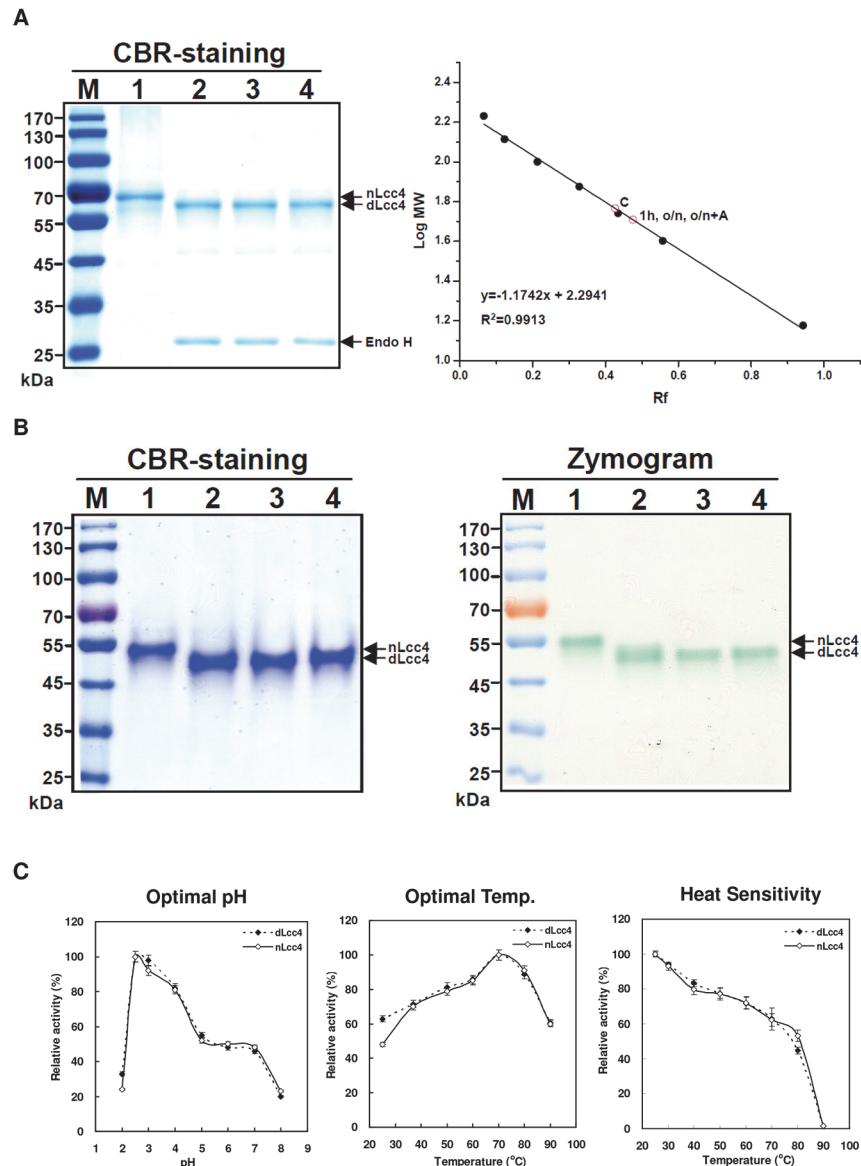 A
CBR-staining
M 1 2 3 4
170
130
100
70
55
45
35
25
kDa
nLcc4
dLcc4
Endo H
2.4
2.2
2.0
1.8
1.6
1.4
1.2
1.0
Log MW
C
1h, o/n, o/n+A
y=-1.1742x + 2.2941
R2=0.9913
0.0 0.2 0.4 0.6 0.8 1.0
Rf
B
CBR-staining
M 1 2 3 4
170
130
100
70
55
45
35
25
kDa
nLcc4
dLcc4
Zymogram
M 1 2 3 4
170
130
100
70
55
45
35
25
kDa
nLcc4
dLcc4
C
Optimal pH
120
100
80
60
40
20
0
Relative activity (%)
dLcc4
nLcc4
1 2 3 4 5 6 7 8 9
pH
Optimal Temp.
120
100
80
60
40
20
0
Relative activity (%)
dLcc4
nLcc4
20 30 40 50 60 70 80 90 100
Temperature (oC)
Heat Sensitivity
120
100
80
60
40
20
0
Relative activity (%)
dLcc4
nLcc4
20 30 40 50 60 70 80 90 100
Temperature (oC)